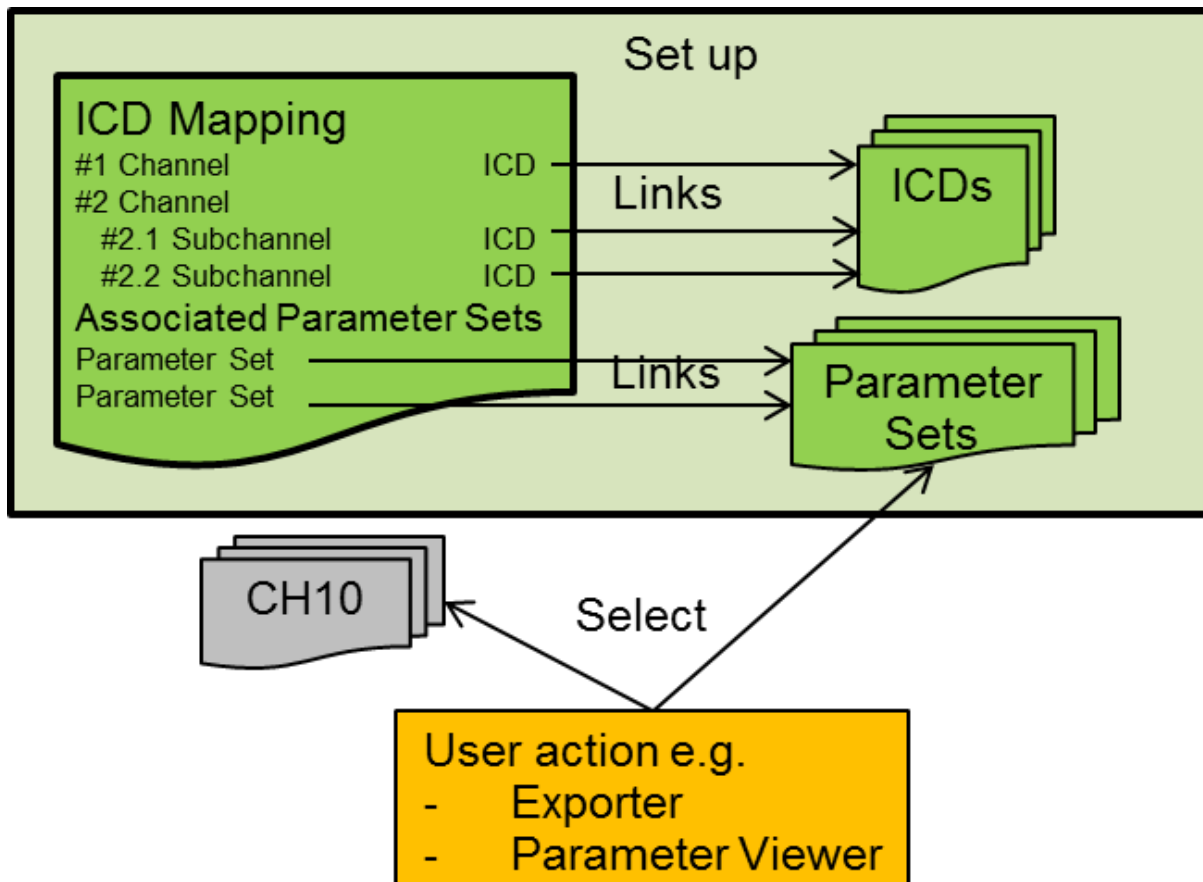 Set up
ICD Mapping
#1 Channel ICD
#2 Channel
#2.1 Subchannel ICD
#2.2 Subchannel ICD
Associated Parameter Sets
Parameter Set
Parameter Set
Links
ICDs
Links
Parameter
Sets
CH10
Select
User action e.g.
- Exporter
- Parameter Viewer